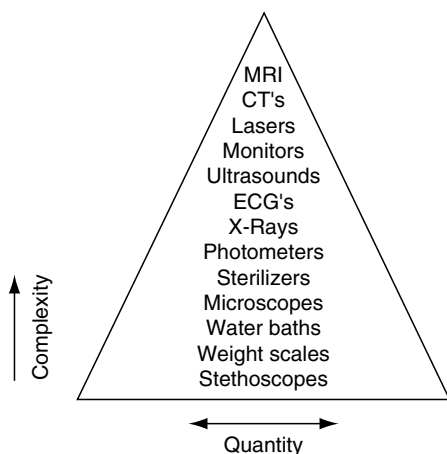 MRI
CT's
Lasers
Monitors
Ultrasounds
ECG's
X-Rays
Photometers
Sterilizers
Microscopes
Water baths
Weight scales
Stethoscopes
Complexity
Quantity